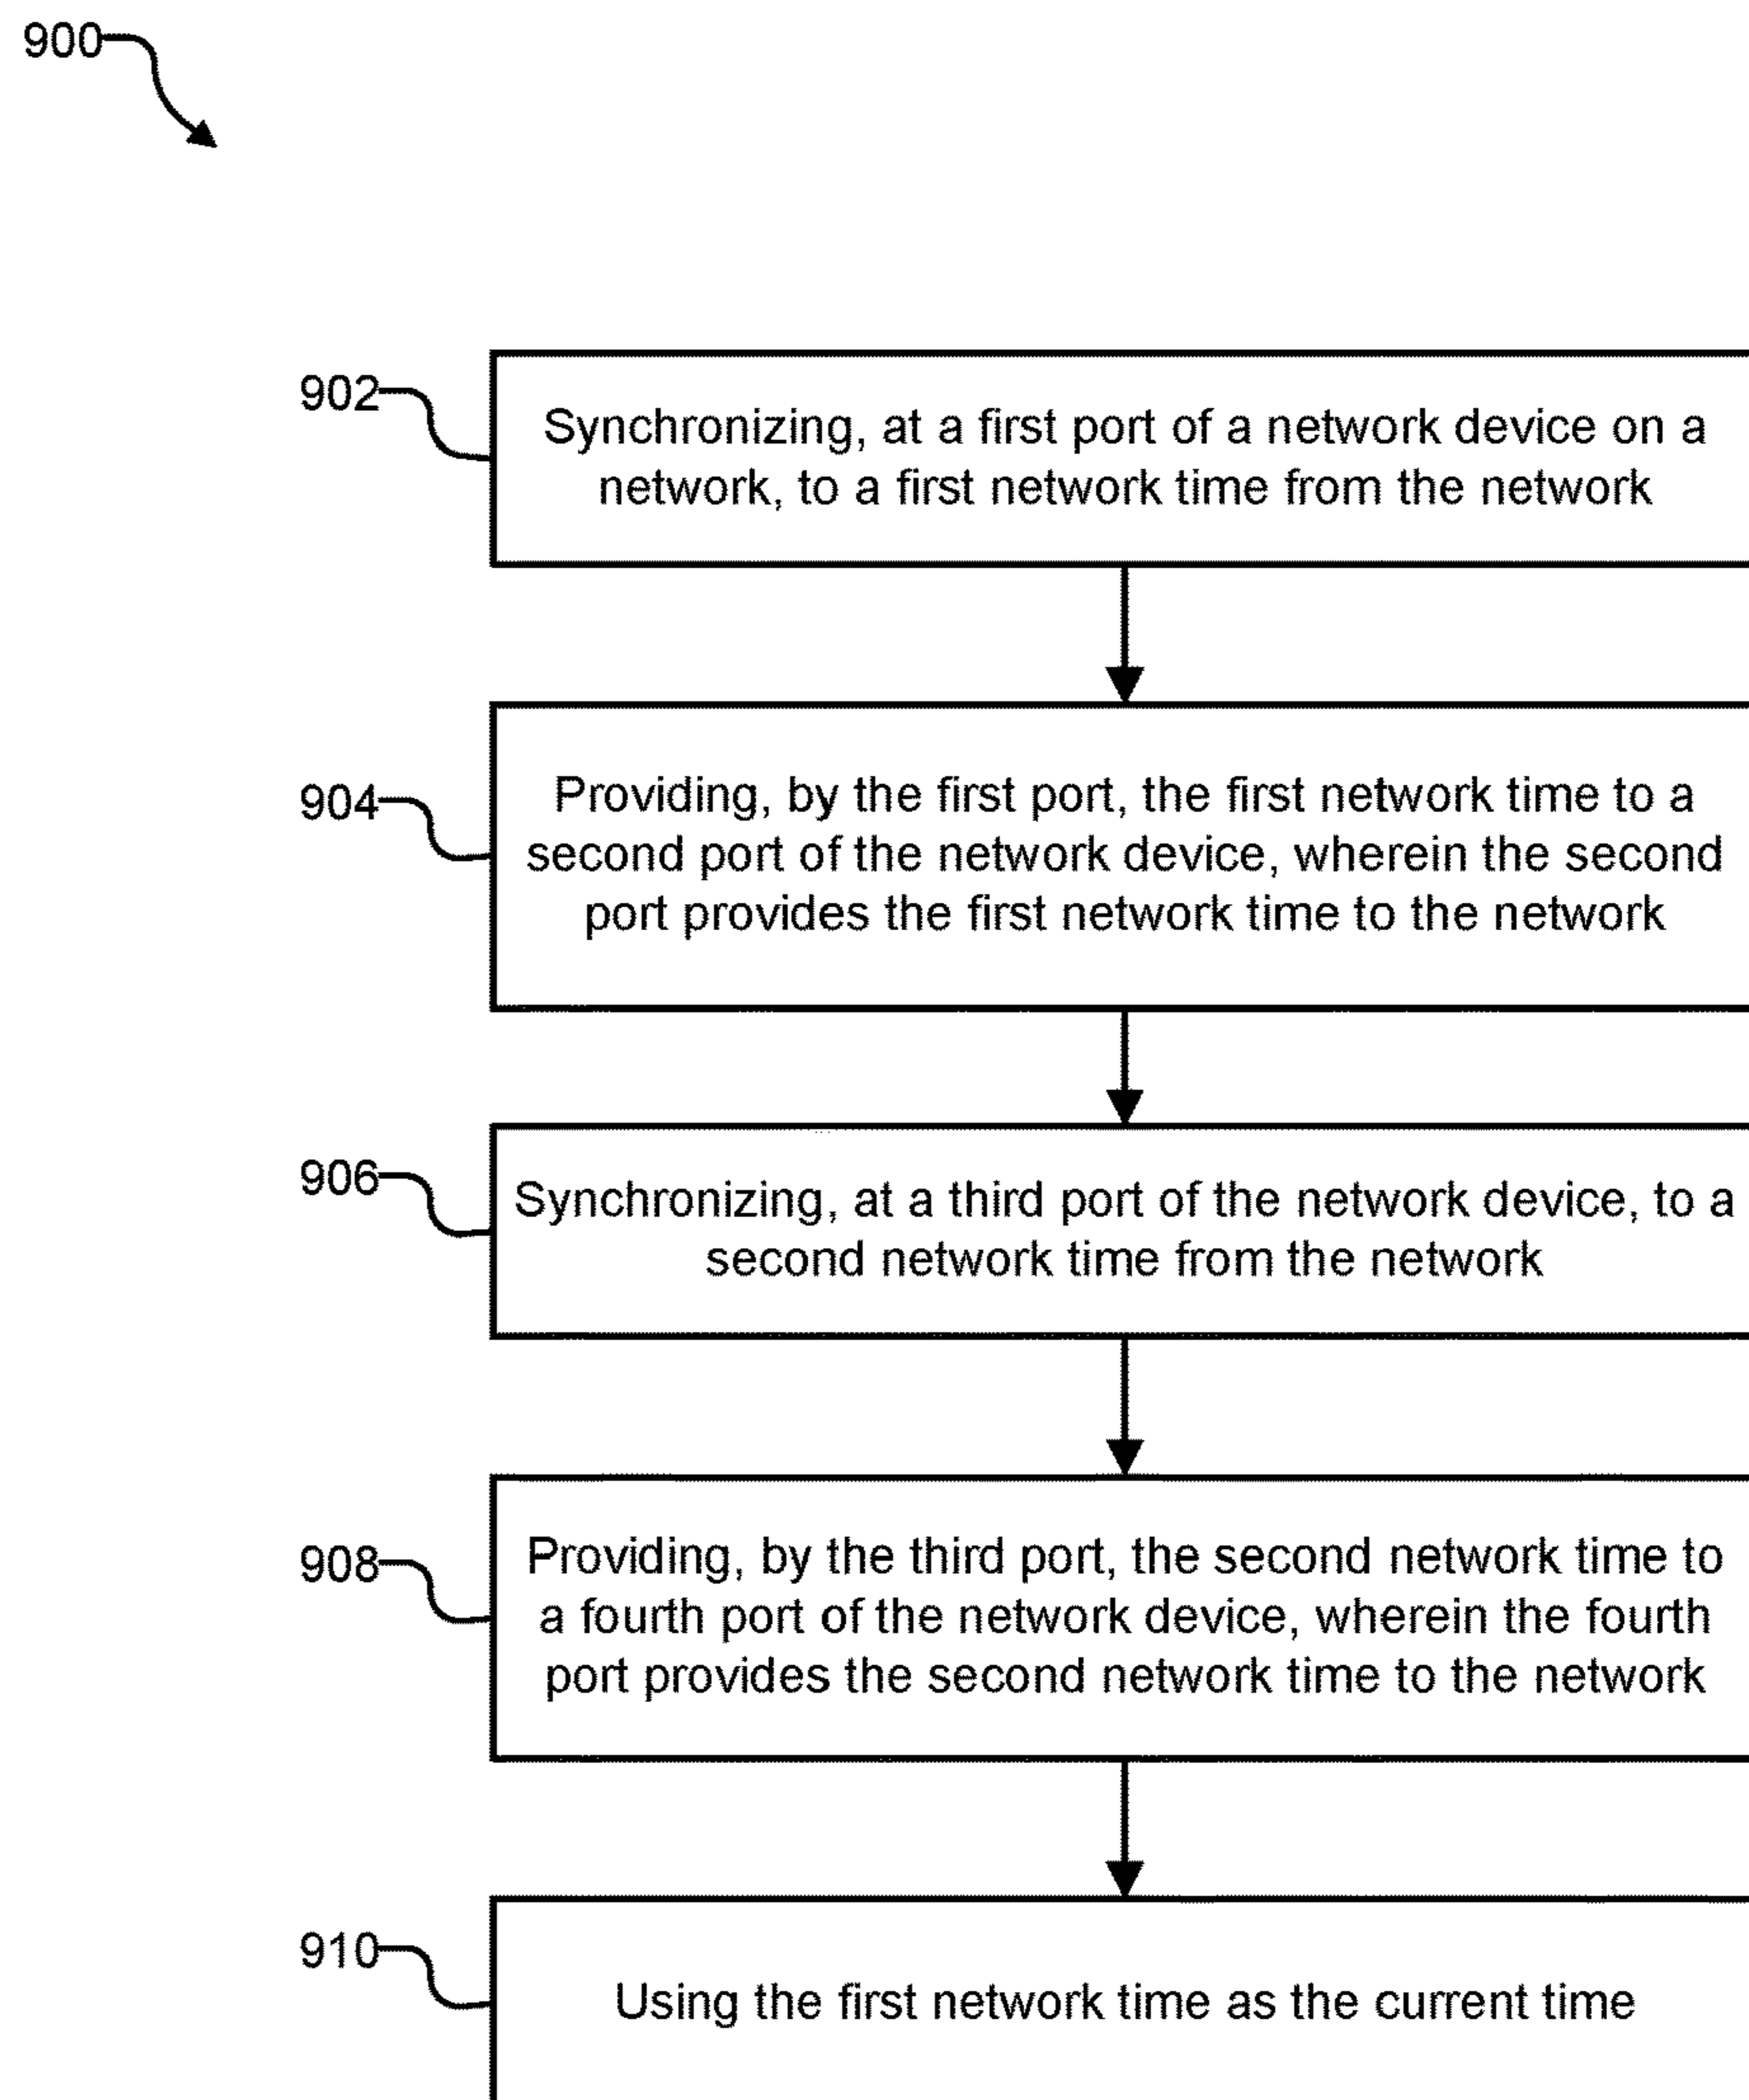 900
902
Synchronizing, at a first port of a network device on a
network, to a first network time from the network
904
Providing, by the first port, the first network time to a
second port of the network device, wherein the second
port provides the first network time to the network
906
Synchronizing, at a third port of the network device, to a
second network time from the network
908
Providing, by the third port, the second network time to
a fourth port of the network device, wherein the fourth
port provides the second network time to the network
910
Using the first network time as the current time